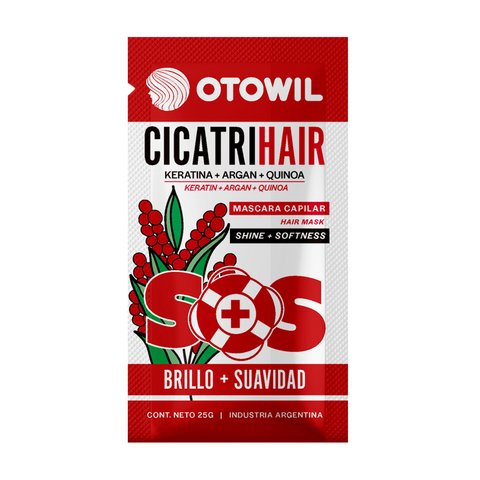 OTOWIL
CICATRIHAIR
KERATINA + ARGAN + QUINOA
KERATIN + ARGAN + QUINOA
MASCARA CAPILAR
HAIR MASK
SHINE + SOFTNESS
SOS
BRILLO + SUAVIDAD
CONT. NETO 25G | INDUSTRIA ARGENTINA